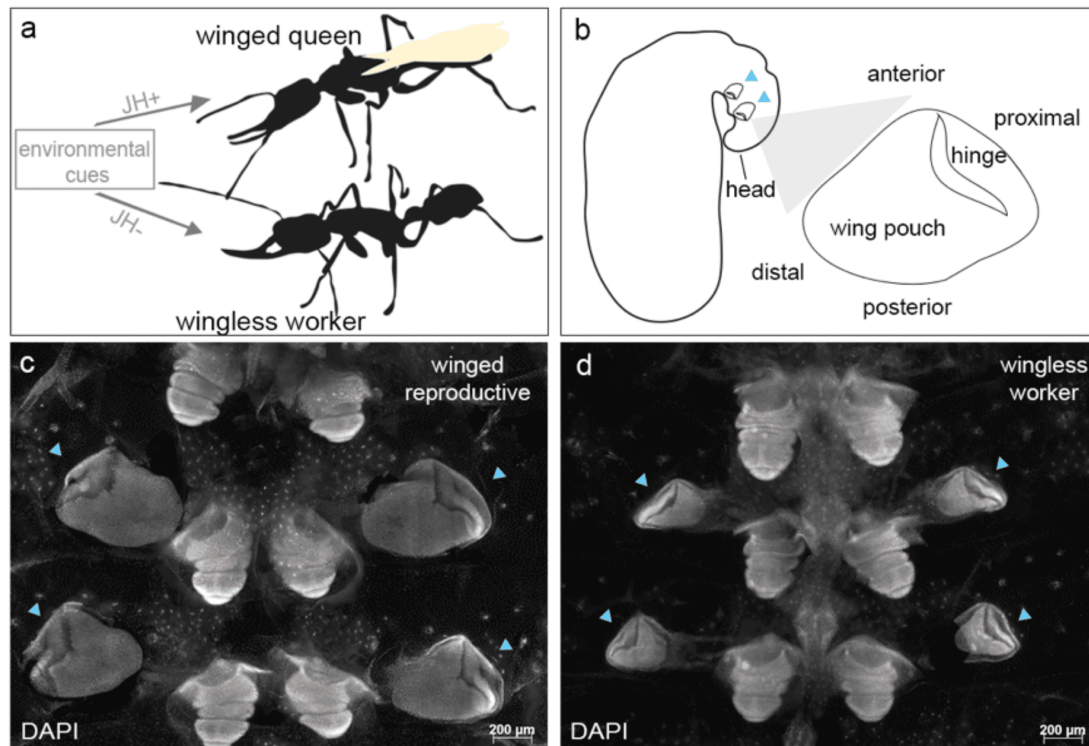 a
winged queen
JH+
environmental
cues
JH-
wingless worker
b
anterior
proximal
hinge
head
wing pouch
distal
posterior
c
winged
reproductive
DAPI
200 µm
d
wingless
worker
DAPI
200 µm